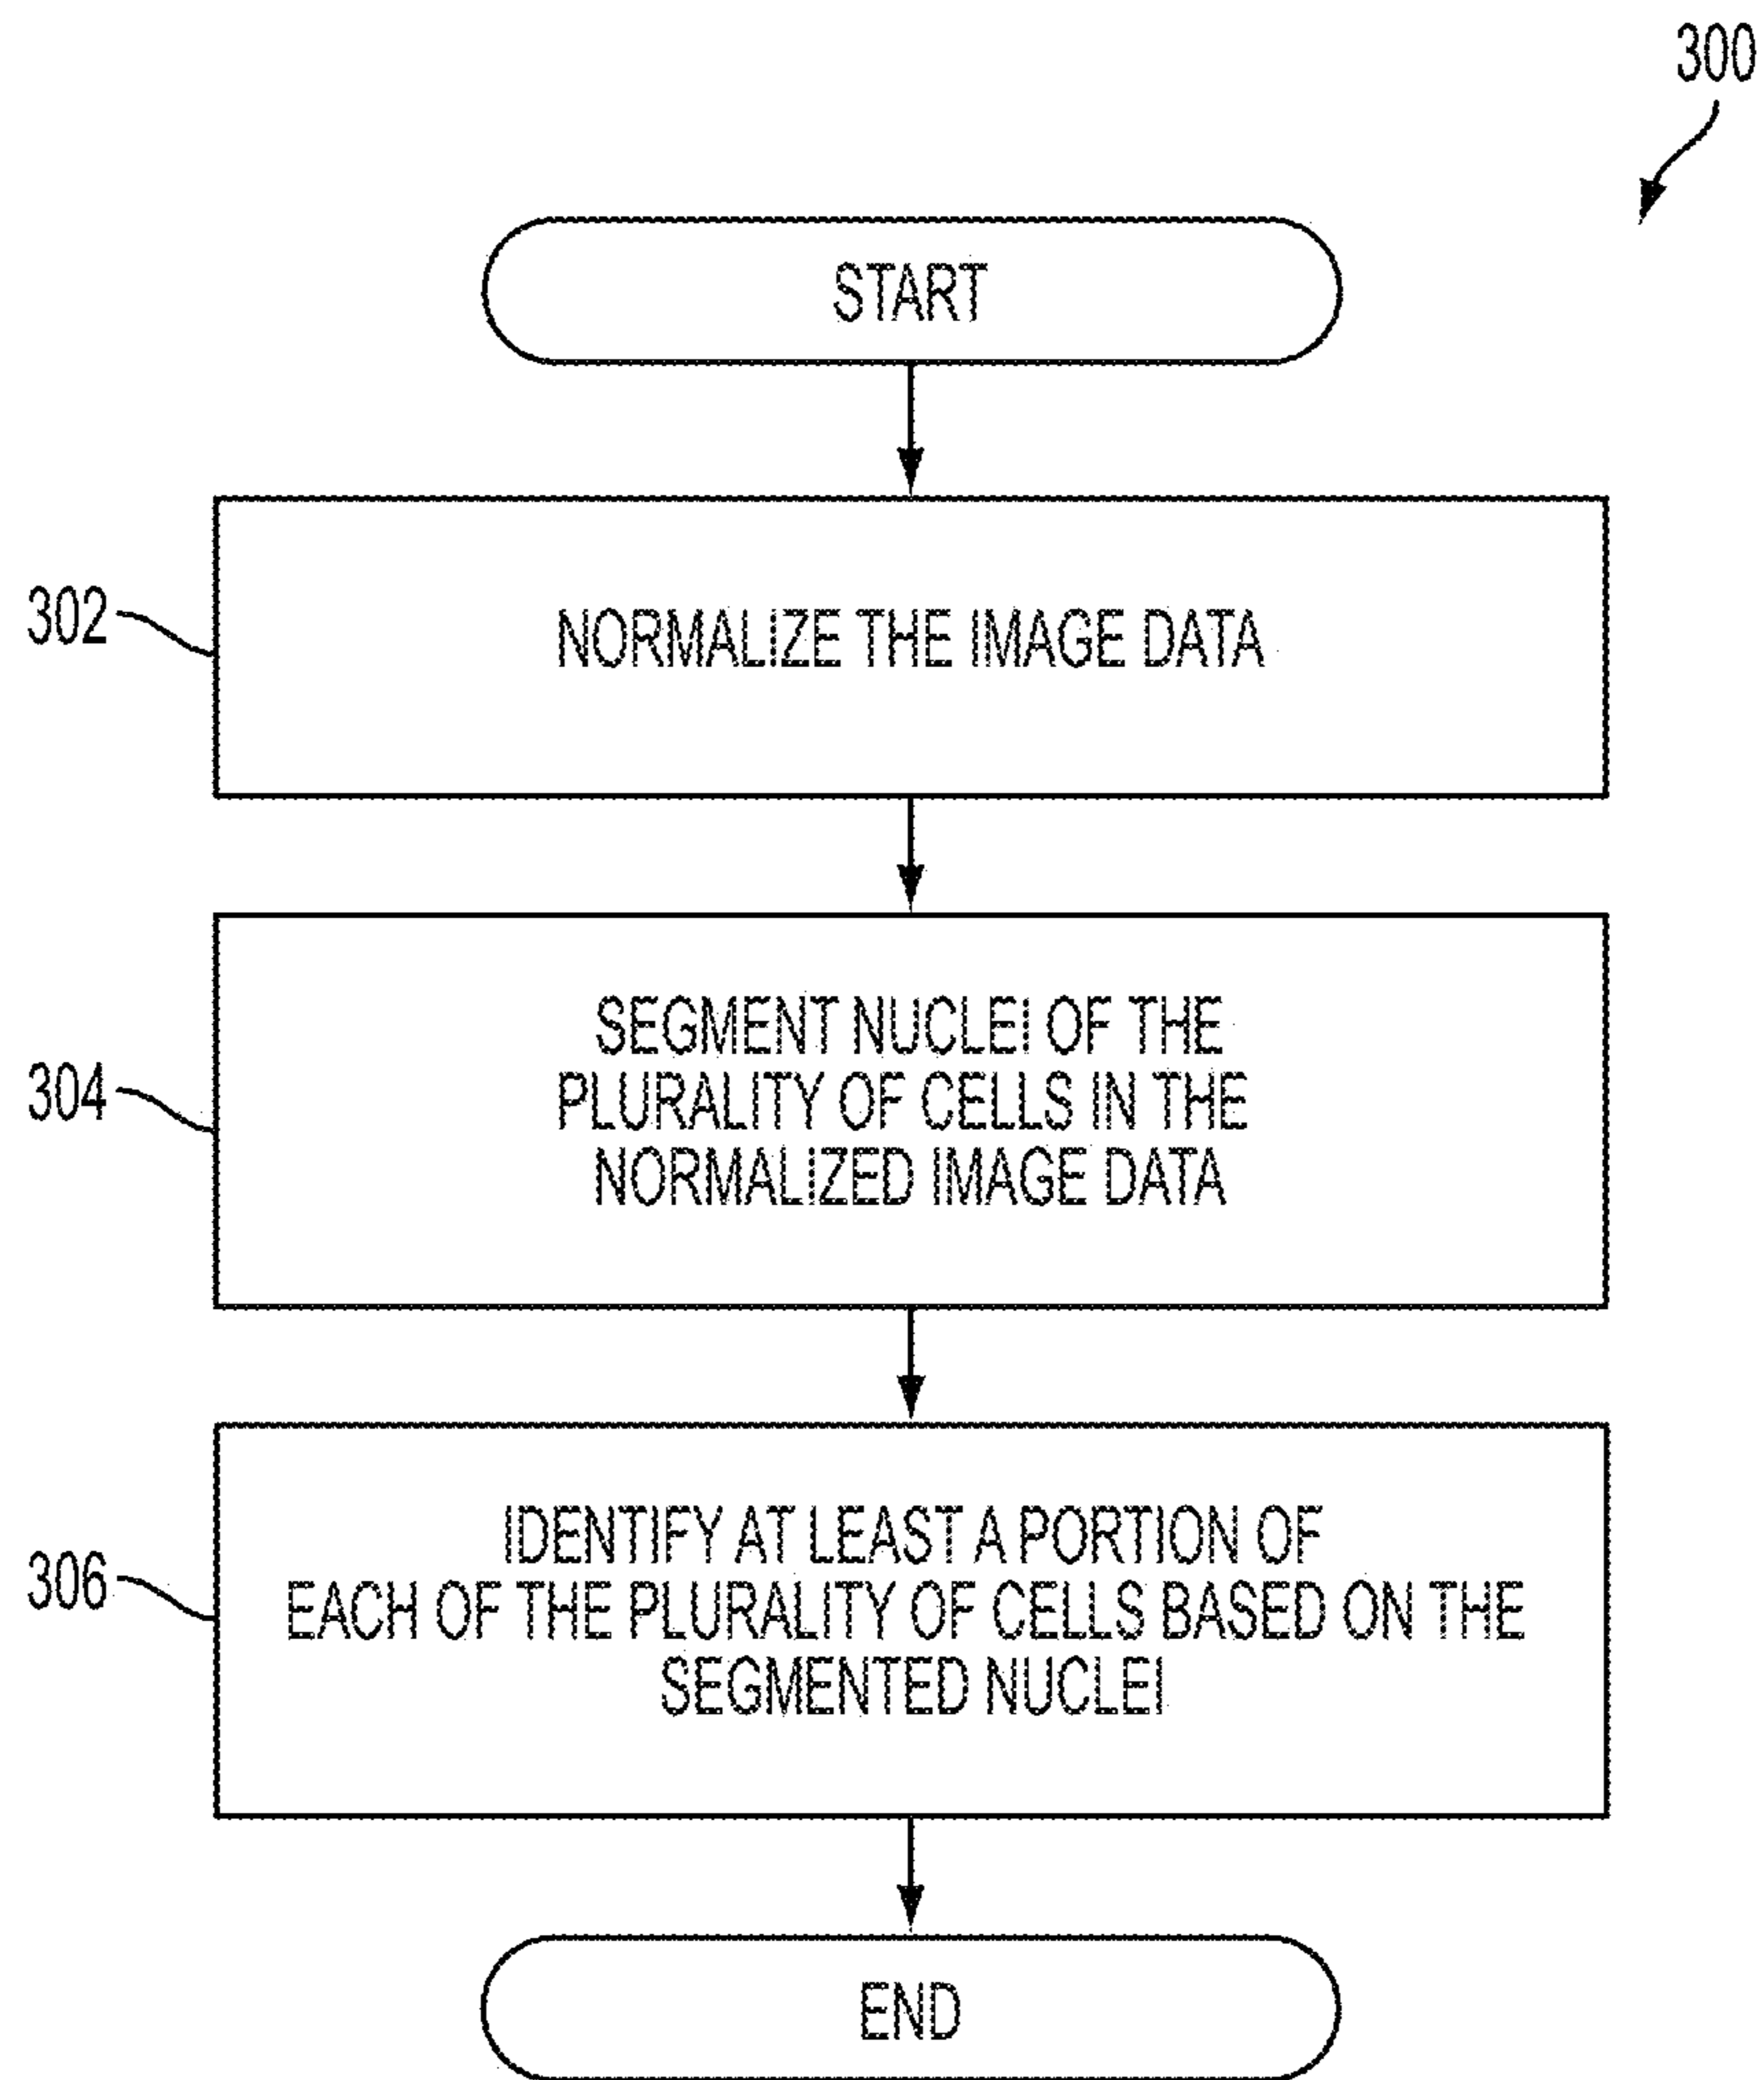 300
START
302
NORMALIZE THE IMAGE DATA
304
SEGMENT NUCLEI OF THE
PLURALITY OF CELLS IN THE
NORMALIZED IMAGE DATA
306
IDENTIFY AT LEAST A PORTION OF
EACH OF THE PLURALITY OF CELLS BASED ON THE
SEGMENTED NUCLEI
END